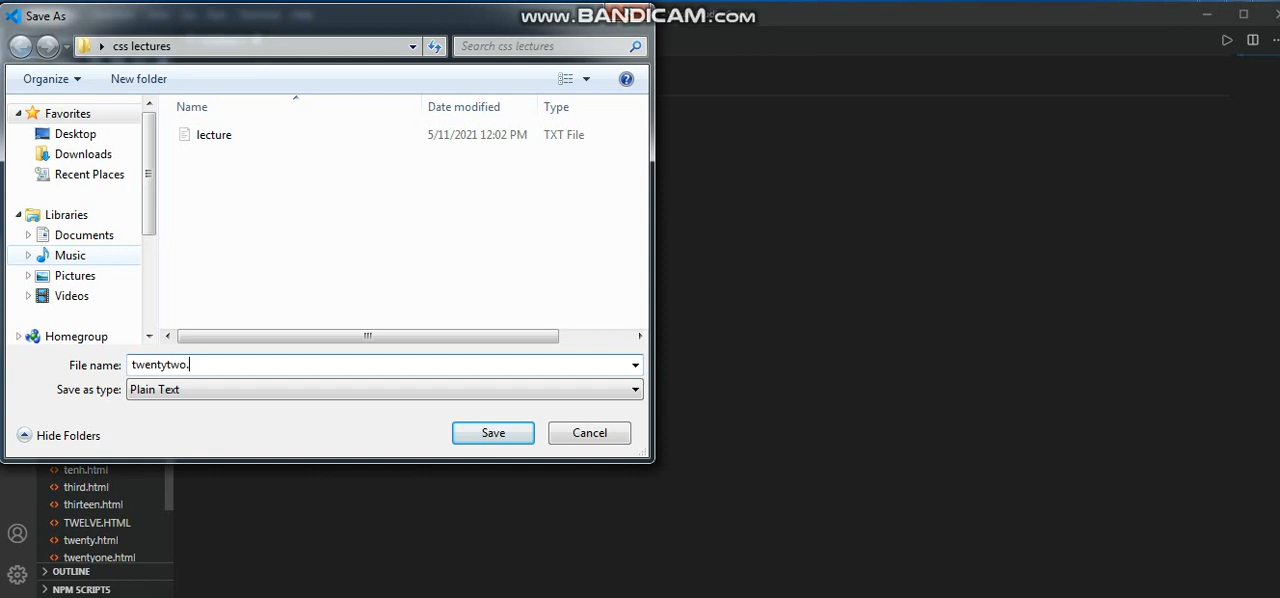 Save As
www.BANDICAM.com
css lectures
Search css lectures
Organize
New folder
Name
Date modified
Type
Favorites
lecture
5/11/2021 12:02 PM
TXT File
Desktop
Downloads
Recent Places
Libraries
Documents
Music
Pictures
Videos
Homegroup
File name:
twentytwo.
Save as type:
Plain Text
Hide Folders
Save
Cancel
tenh.html
third.html
thirteen.html
TWELVE.HTML
twenty.html
twentyone.html
OUTLINE
NPM SCRIPTS